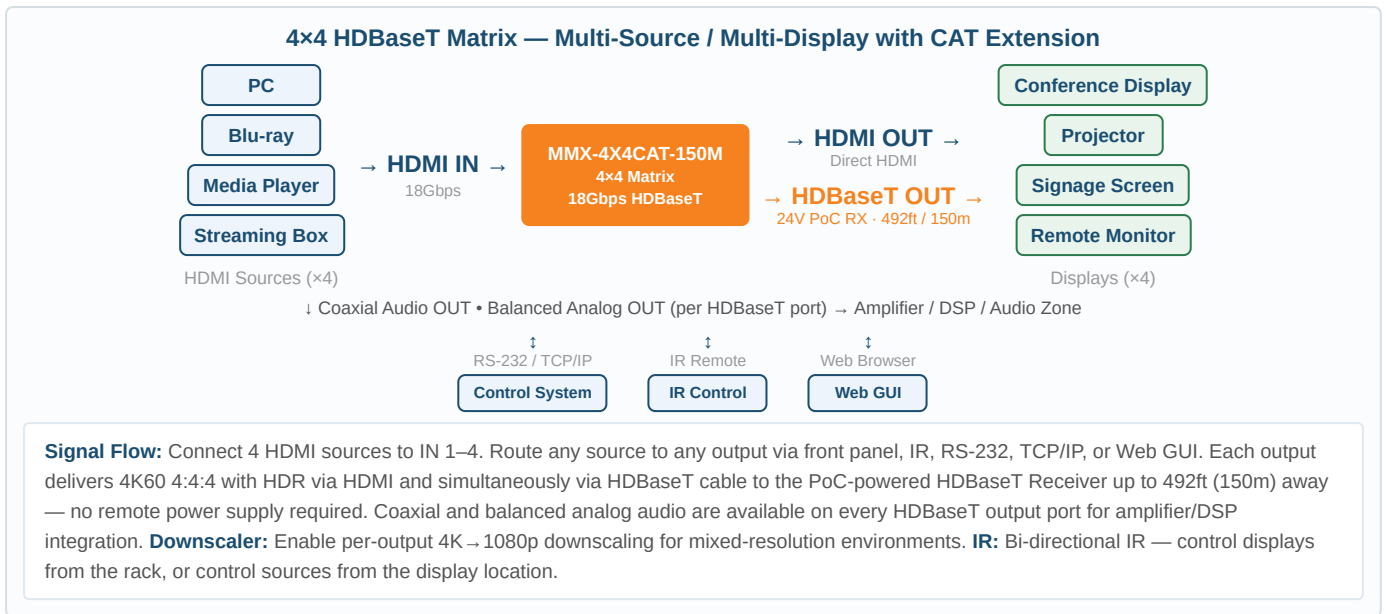 4×4 HDBaseT Matrix — Multi-Source / Multi-Display with CAT Extension
PC
Blu-ray
Media Player
Streaming Box
HDMI Sources (×4)
→ HDMI IN →
18Gbps
MMX-4X4CAT-150M
4×4 Matrix
18Gbps HDBaseT
→ HDMI OUT →
Direct HDMI
→ HDBaseT OUT →
24V PoC RX · 492ft / 150m
Conference Display
Projector
Signage Screen
Remote Monitor
Displays (×4)
↓ Coaxial Audio OUT • Balanced Analog OUT (per HDBaseT port) → Amplifier / DSP / Audio Zone
↕
RS-232 / TCP/IP
Control System
↕
IR Remote
IR Control
↕
Web Browser
Web GUI
Signal Flow: Connect 4 HDMI sources to IN 1–4. Route any source to any output via front panel, IR, RS-232, TCP/IP, or Web GUI. Each output
delivers 4K60 4:4:4 with HDR via HDMI and simultaneously via HDBaseT cable to the PoC-powered HDBaseT Receiver up to 492ft (150m) away
— no remote power supply required. Coaxial and balanced analog audio are available on every HDBaseT output port for amplifier/DSP
integration. Downscaler: Enable per-output 4K→1080p downscaling for mixed-resolution environments. IR: Bi-directional IR — control displays
from the rack, or control sources from the display location.